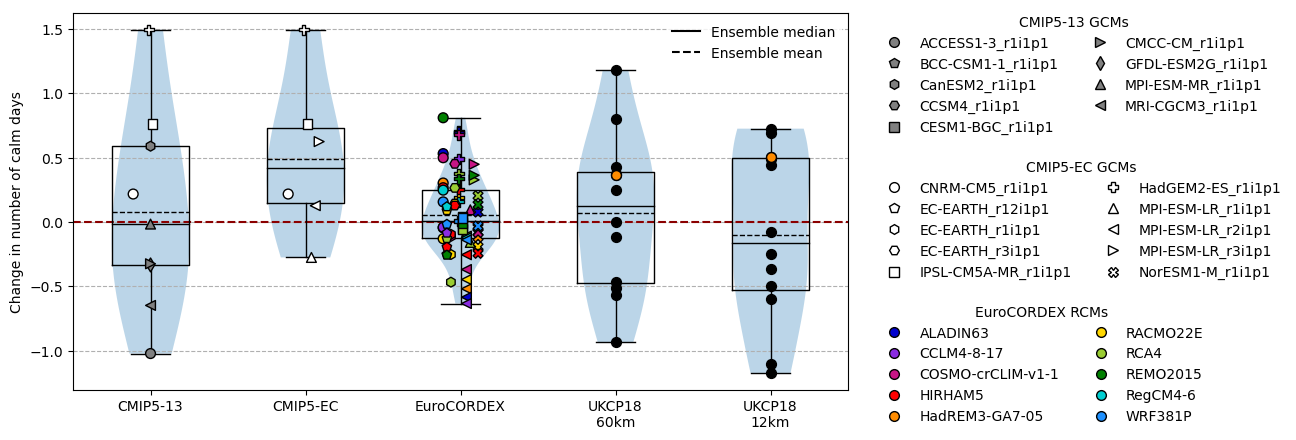 Change in number of calm days
1.5
1.0
0.5
0.0
−0.5
−1.0
Ensemble median
Ensemble mean
CMIP5-13
CMIP5-EC
EuroCORDEX
UKCP18
60km
UKCP18
12km
CMIP5-13 GCMs
ACCESS1-3_r1i1p1
BCC-CSM1-1_r1i1p1
CanESM2_r1i1p1
CCSM4_r1i1p1
CESM1-BGC_r1i1p1
CMCC-CM_r1i1p1
GFDL-ESM2G_r1i1p1
MPI-ESM-MR_r1i1p1
MRI-CGCM3_r1i1p1
CMIP5-EC GCMs
CNRM-CM5_r1i1p1
EC-EARTH_r12i1p1
EC-EARTH_r1i1p1
EC-EARTH_r3i1p1
IPSL-CM5A-MR_r1i1p1
HadGEM2-ES_r1i1p1
MPI-ESM-LR_r1i1p1
MPI-ESM-LR_r2i1p1
MPI-ESM-LR_r3i1p1
NorESM1-M_r1i1p1
EuroCORDEX RCMs
ALADIN63
CCLM4-8-17
COSMO-crCLIM-v1-1
HIRHAM5
HadREM3-GA7-05
RACMO22E
RCA4
REMO2015
RegCM4-6
WRF381P